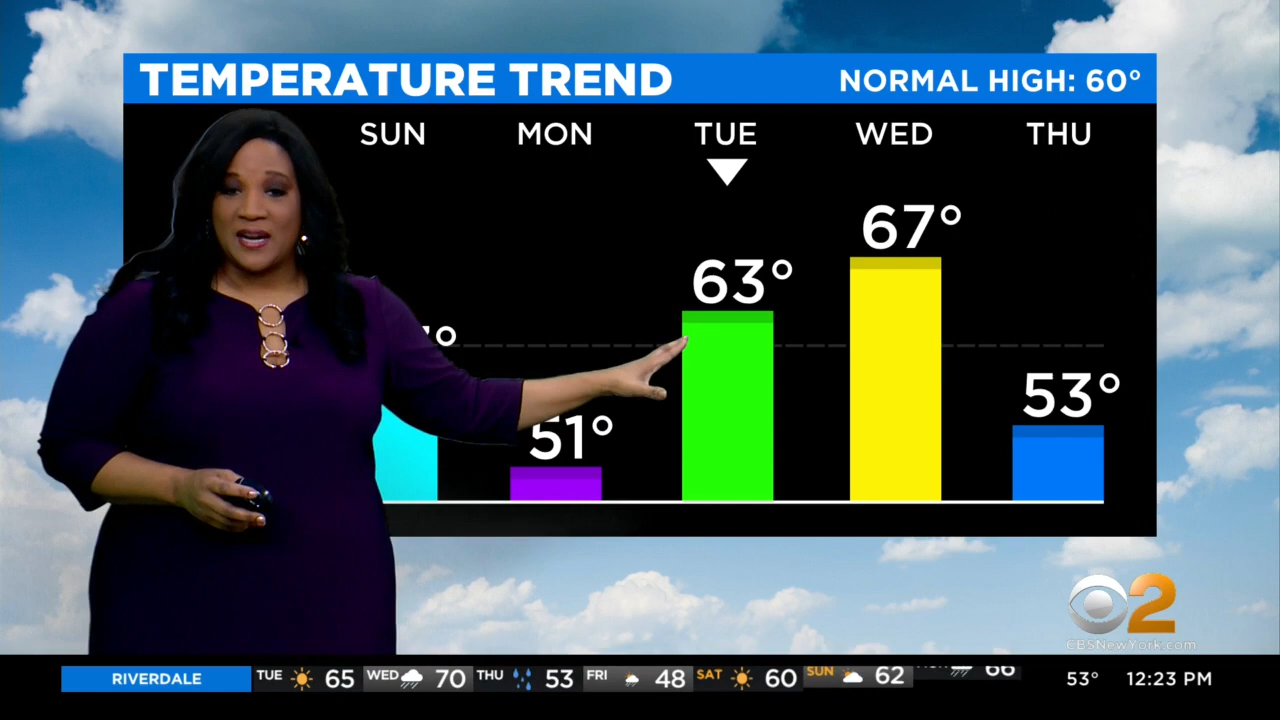 TEMPERATURE TREND
NORMAL HIGH: 60°
SUN MON TUE WED THU
67°
63°
53°
51°
2
CBSNewYork.com
RIVERDALE TUE 65 WED 70 THU 53 FRI 48 SAT 60 SUN 62 66 53° 12:23 PM